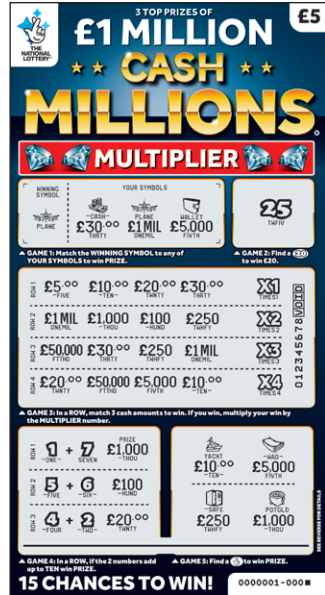 3 TOP PRIZES OF
£5
£1 MILLION
THE
NATIONAL
LOTTERY®
CASH
MILLIONS
MULTIPLIER
WINNING
SYMBOL
YOUR SYMBOLS
PLANE
-CASH- PLANE WALLET
£30.00 £1MIL £5,000
THRTY ONEMIL FIVTH
25
TWFIV
GAME 1: Match the WINNING SYMBOL to any of
YOUR SYMBOLS to win PRIZE.
GAME 2: Find a 20
to win £20.
ROW 1 £5.00 £10.00 £20.00 £30.00 X1
-FIVE -TEN- TWNTY THRTY TIMES1
ROW 2 £1MIL £1,000 £100 £250 X2
ONEMIL -THOU -HUND TWHFY TIMES2
ROW 3 £50,000 £30.00 £250 £1MIL X3
FTTHO THRTY TWHFY ONEMIL TIMES3
ROW 4 £20.00 £50,000 £5,000 £10.00 X4
TWNTY FTTHO FIVTH -TEN- TIMES4
012345678 VOID
GAME 3: In a ROW, match 3 cash amounts to win. If you win, multiply your win by
the MULTIPLIER number.
PRIZE
ROW 1 1 + 7 £1,000
-ONE- SEVEN -THOU
ROW 2 5 + 6 £100
-FIVE -SIX- -HUND
ROW 3 4 + 2 £20.00
-FOUR -TWO- TWNTY
YACHT -WAD-
£10.00 £5,000
-TEN- FIVTH
-SAFE POTGLD
£250 £1,000
TWHFY -THOU
SEE REVERSE FOR DETAILS
GAME 4: In a ROW, if the 2 numbers add
up to TEN win PRIZE.
GAME 5: Find a to win PRIZE.
15 CHANCES TO WIN!
0000001-000